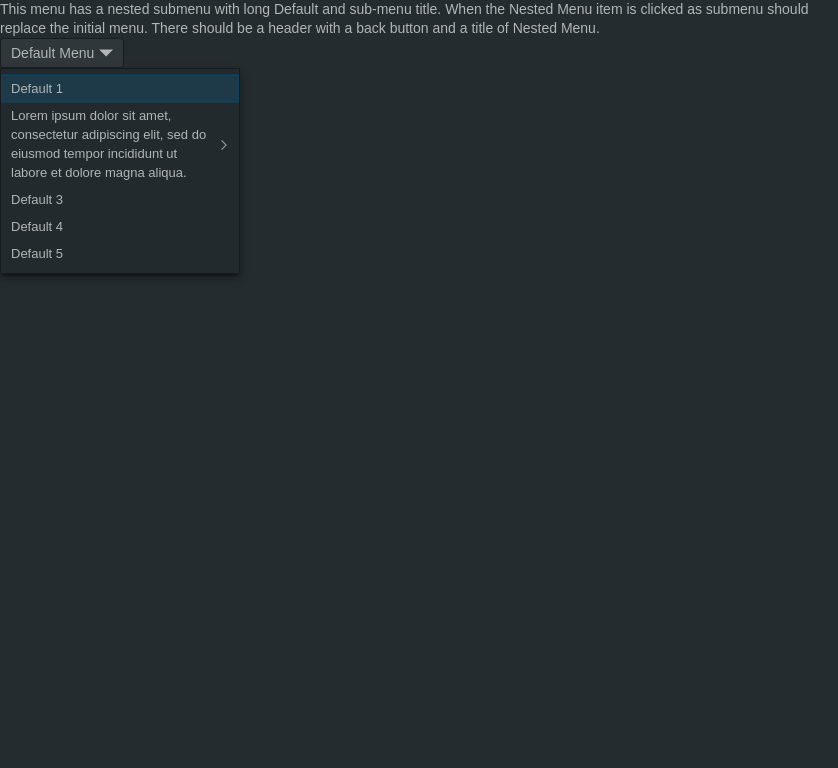 This menu has a nested submenu with long Default and sub-menu title. When the Nested Menu item is clicked as submenu should
replace the initial menu. There should be a header with a back button and a title of Nested Menu.
Default Menu
Default 1
Lorem ipsum dolor sit amet,
consectetur adipiscing elit, sed do
eiusmod tempor incididunt ut
labore et dolore magna aliqua.
Default 3
Default 4
Default 5